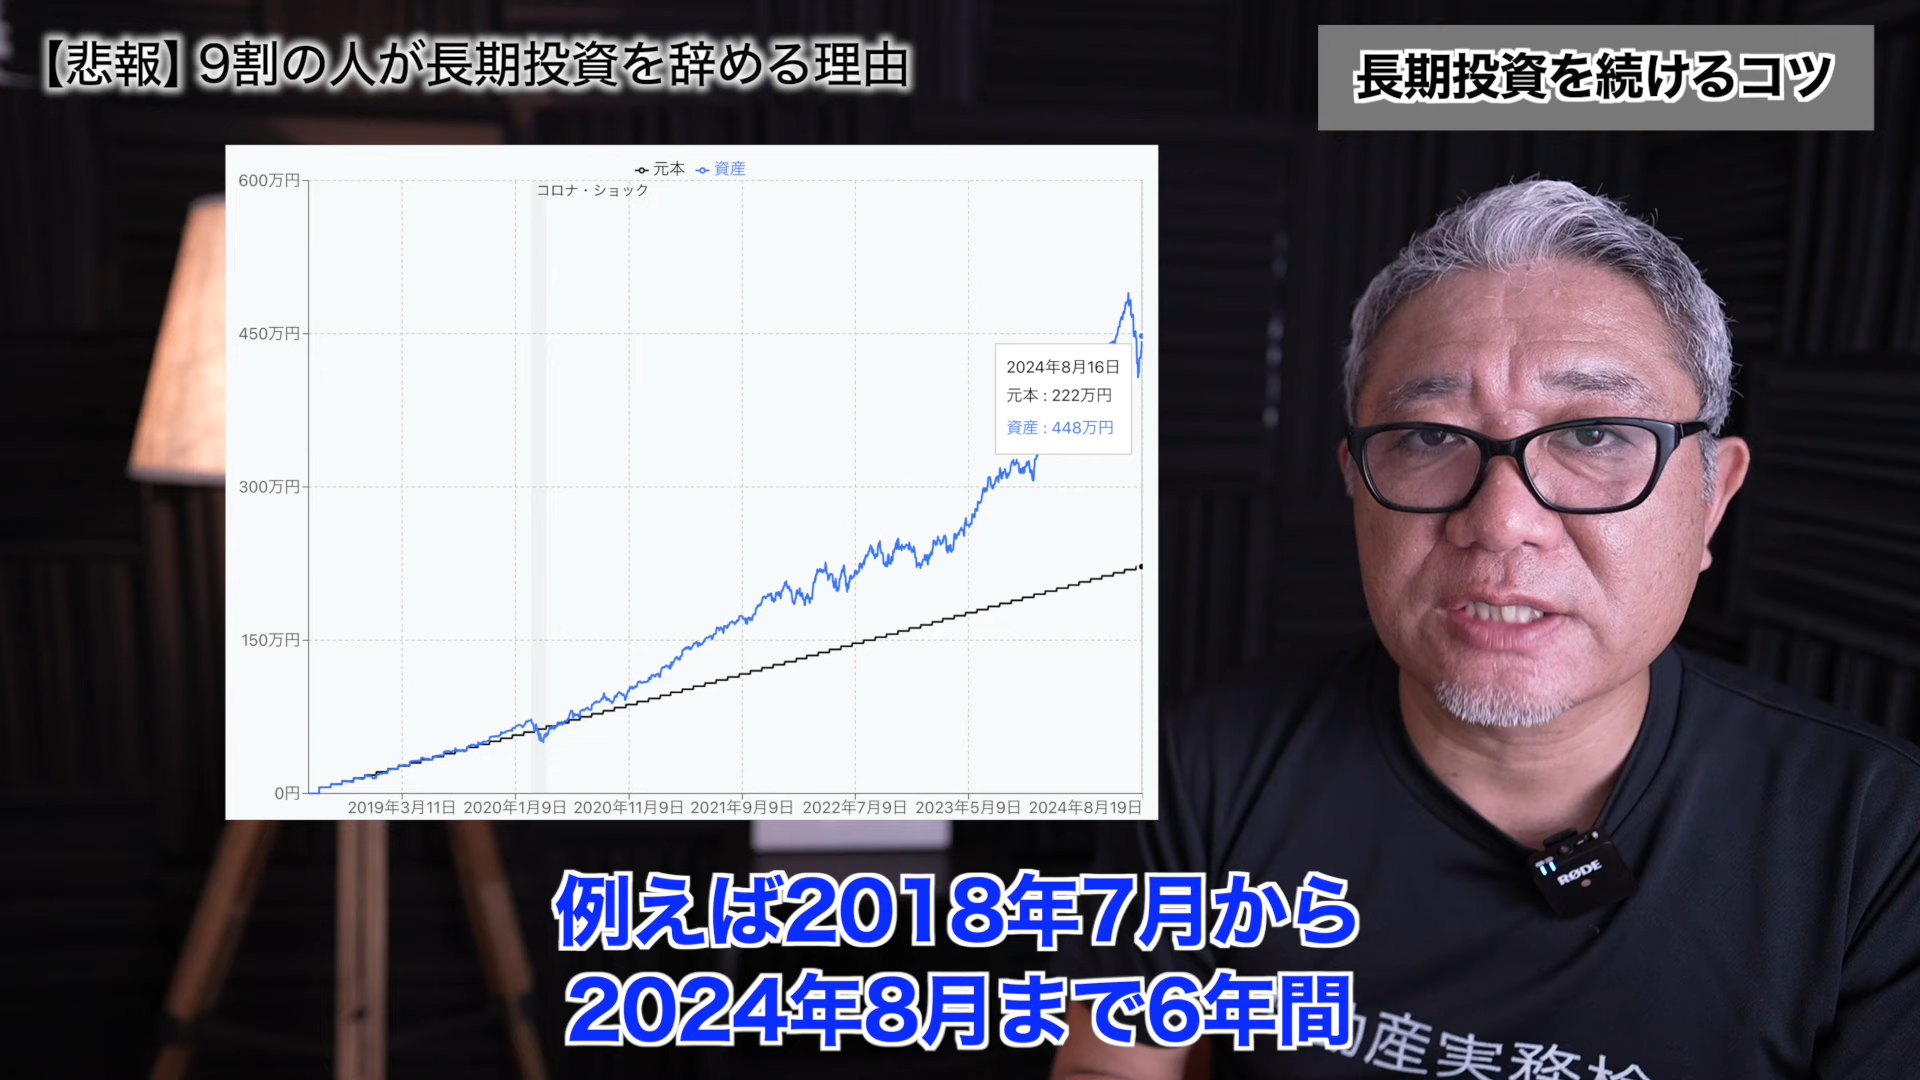 【悲報】9割の人が長期投資を辞める理由
長期投資を続けるコツ
元本 資産
コロナ・ショック
600万円
450万円
300万円
150万円
0円
2024年8月16日
元本 : 222万円
資産 : 448万円
2019年3月11日 2020年1月9日 2020年11月9日 2021年9月9日 2022年7月9日 2023年5月9日 2024年8月19日
RØDE
例えば2018年7月から
2024年8月まで6年間
動産実務検